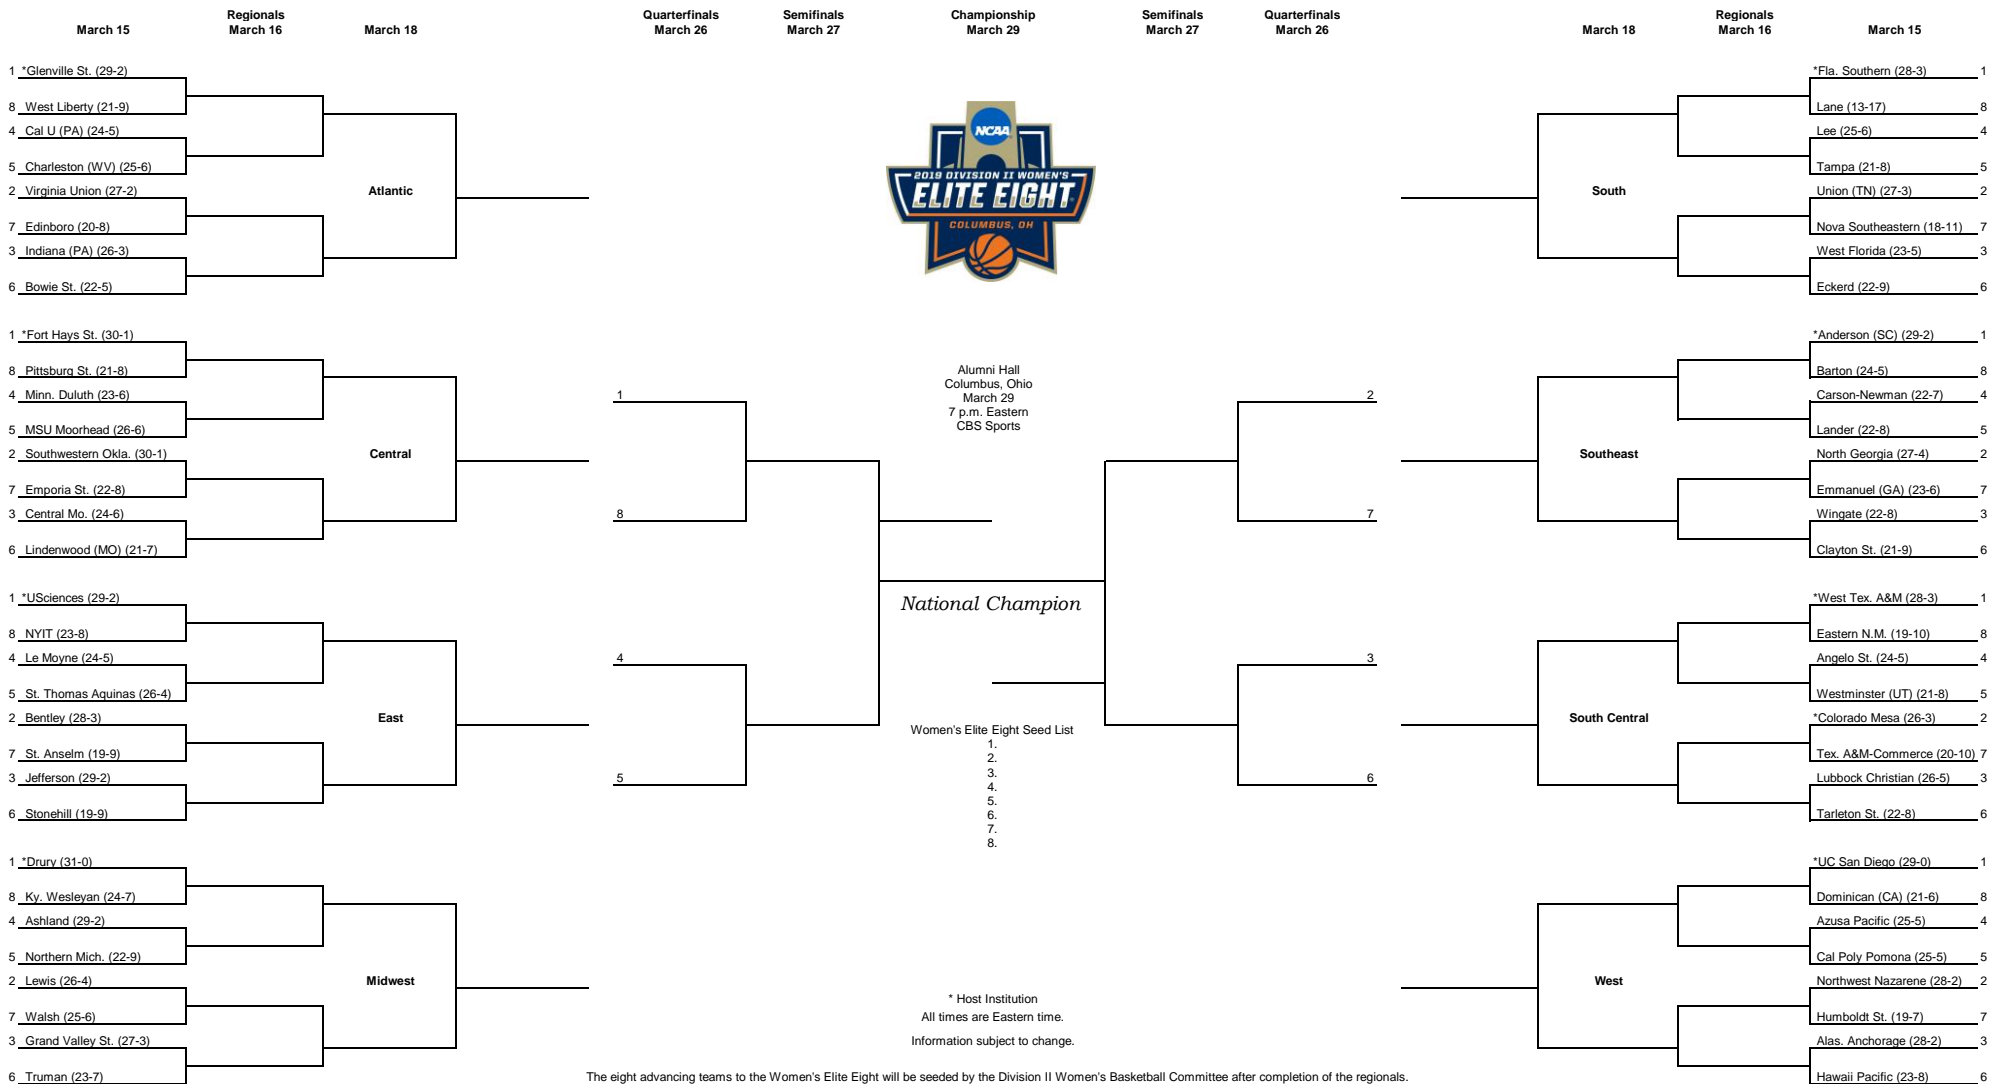 Regionals
Quarterfinals
Semifinals
Championship
Semifinals
Quarterfinals
Regionals
March 15
March 16
March 18
March 26
March 27
March 29
March 27
March 26
March 18
March 16
March 15
1 *Glenville St. (29-2)
8 West Liberty (21-9)
4 Cal U (PA) (24-5)
5 Charleston (WV) (25-6)
2 Virginia Union (27-2)
7 Edinboro (20-8)
3 Indiana (PA) (26-3)
6 Bowie St. (22-5)
Atlantic
1 *Fort Hays St. (30-1)
8 Pittsburg St. (21-8)
4 Minn. Duluth (23-6)
5 MSU Moorhead (26-6)
2 Southwestern Okla. (30-1)
7 Emporia St. (22-8)
3 Central Mo. (24-6)
6 Lindenwood (MO) (21-7)
Central
1 *USciences (29-2)
8 NYIT (23-8)
4 Le Moyne (24-5)
5 St. Thomas Aquinas (26-4)
2 Bentley (28-3)
7 St. Anselm (19-9)
3 Jefferson (29-2)
6 Stonehill (19-9)
East
1 *Drury (31-0)
8 Ky. Wesleyan (24-7)
4 Ashland (29-2)
5 Northern Mich. (22-9)
2 Lewis (26-4)
7 Walsh (25-6)
3 Grand Valley St. (27-3)
6 Truman (23-7)
Midwest
1
8
4
5
NCAA
2019 DIVISION II WOMEN'S
ELITE EIGHT
COLUMBUS, OH
Alumni Hall
Columbus, Ohio
March 29
7 p.m. Eastern
CBS Sports
National Champion
Women's Elite Eight Seed List
1.
2.
3.
4.
5.
6.
7.
8.
* Host Institution
All times are Eastern time.
Information subject to change.
The eight advancing teams to the Women's Elite Eight will be seeded by the Division II Women's Basketball Committee after completion of the regionals.
2
7
3
6
*Fla. Southern (28-3) 1
Lane (13-17) 8
Lee (25-6) 4
Tampa (21-8) 5
Union (TN) (27-3) 2
Nova Southeastern (18-11) 7
West Florida (23-5) 3
Eckerd (22-9) 6
South
*Anderson (SC) (29-2) 1
Barton (24-5) 8
Carson-Newman (22-7) 4
Lander (22-8) 5
North Georgia (27-4) 2
Emmanuel (GA) (23-6) 7
Wingate (22-8) 3
Clayton St. (21-9) 6
Southeast
*West Tex. A&M (28-3) 1
Eastern N.M. (19-10) 8
Angelo St. (24-5) 4
Westminster (UT) (21-8) 5
*Colorado Mesa (26-3) 2
Tex. A&M-Commerce (20-10) 7
Lubbock Christian (26-5) 3
Tarleton St. (22-8) 6
South Central
*UC San Diego (29-0) 1
Dominican (CA) (21-6) 8
Azusa Pacific (25-5) 4
Cal Poly Pomona (25-5) 5
Northwest Nazarene (28-2) 2
Humboldt St. (19-7) 7
Alas. Anchorage (28-2) 3
Hawaii Pacific (23-8) 6
West